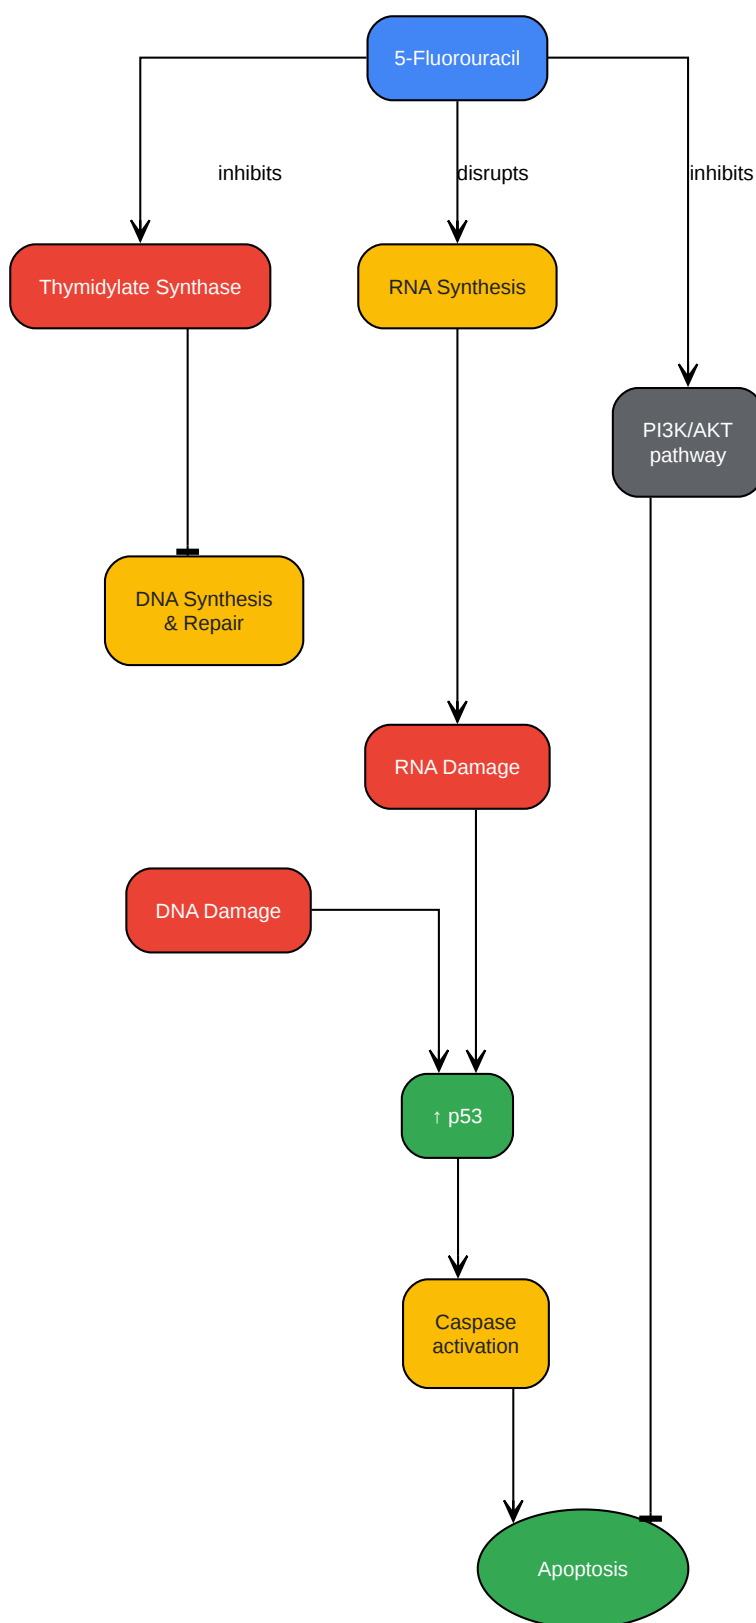 5-Fluorouracil
inhibits
disrupts
inhibits
Thymidylate Synthase
RNA Synthesis
PI3K/AKT
pathway
DNA Synthesis
& Repair
RNA Damage
DNA Damage
↑ p53
Caspase
activation
Apoptosis